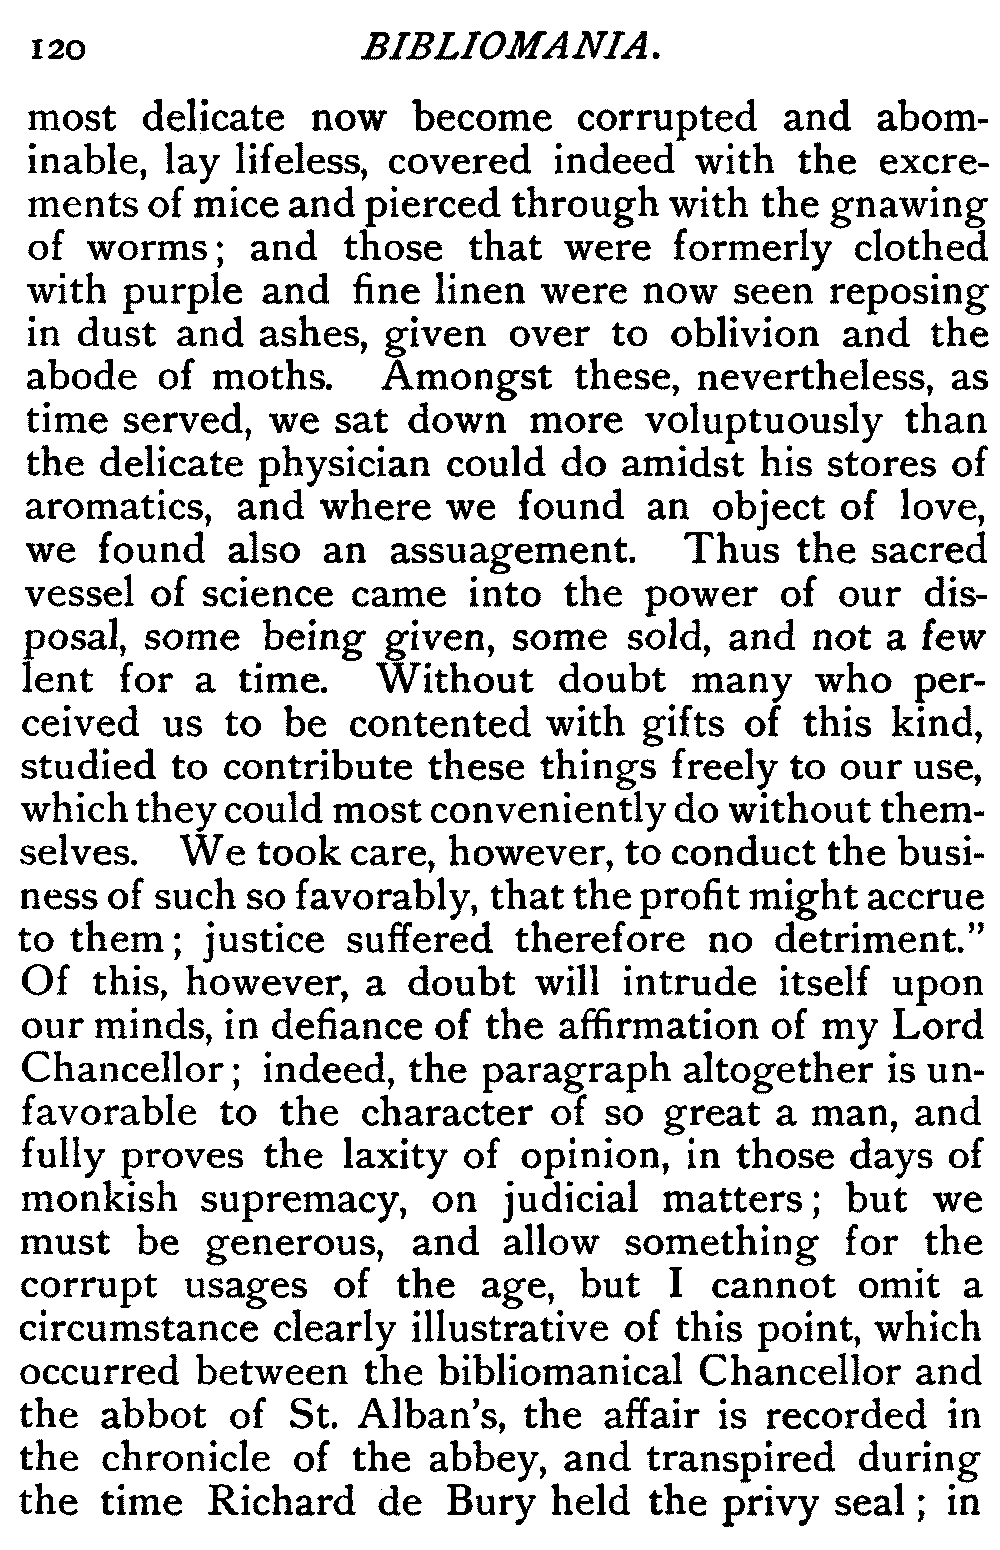 120 BIBLIOMANIA.
most delicate now become corrupted and abom-
inable, lay lifeless, covered indeed with the excre-
ments of mice and pierced through with the gnawing
of worms; and those that were formerly clothed
with purple and fine linen were now seen reposing
in dust and ashes, given over to oblivion and the
abode of moths. Amongst these, nevertheless, as
time served, we sat down more voluptuously than
the delicate physician could do amidst his stores of
aromatics, and where we found an object of love,
we found also an assuagement. Thus the sacred
vessel of science came into the power of our dis-
posal, some being given, some sold, and not a few
lent for a time. Without doubt many who per-
ceived us to be contented with gifts of this kind,
studied to contribute these things freely to our use,
which they could most conveniently do without them-
selves. We took care, however, to conduct the busi-
ness of such so favorably, that the profit might accrue
to them; justice suffered therefore no detriment."
Of this, however, a doubt will intrude itself upon
our minds, in defiance of the affirmation of my Lord
Chancellor; indeed, the paragraph altogether is un-
favorable to the character of so great a man, and
fully proves the laxity of opinion, in those days of
monkish supremacy, on judicial matters; but we
must be generous, and allow something for the
corrupt usages of the age, but I cannot omit a
circumstance clearly illustrative of this point, which
occurred between the bibliomanical Chancellor and
the abbot of St. Alban's, the affair is recorded in
the chronicle of the abbey, and transpired during
the time Richard de Bury held the privy seal; in